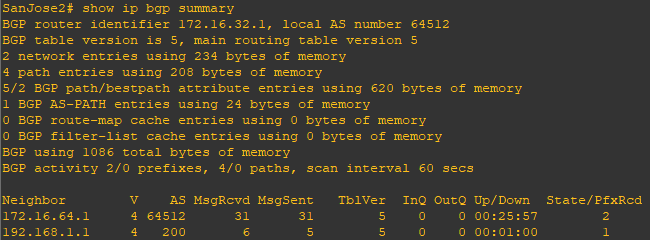 SanJose2# show ip bgp summary
BGP router identifier 172.16.32.1, local AS number 64512
BGP table version is 5, main routing table version 5
2 network entries using 234 bytes of memory
4 path entries using 208 bytes of memory
5/2 BGP path/bestpath attribute entries using 620 bytes of memory
1 BGP AS-PATH entries using 24 bytes of memory
0 BGP route-map cache entries using 0 bytes of memory
0 BGP filter-list cache entries using 0 bytes of memory
BGP using 1086 total bytes of memory
BGP activity 2/0 prefixes, 4/0 paths, scan interval 60 secs
Neighbor V AS MsgRcvd MsgSent TblVer InQ OutQ Up/Down State/PfxRcd
172.16.64.1 4 64512 31 31 5 0 0 00:25:57 2
192.168.1.1 4 200 6 5 5 0 0 00:01:00 1